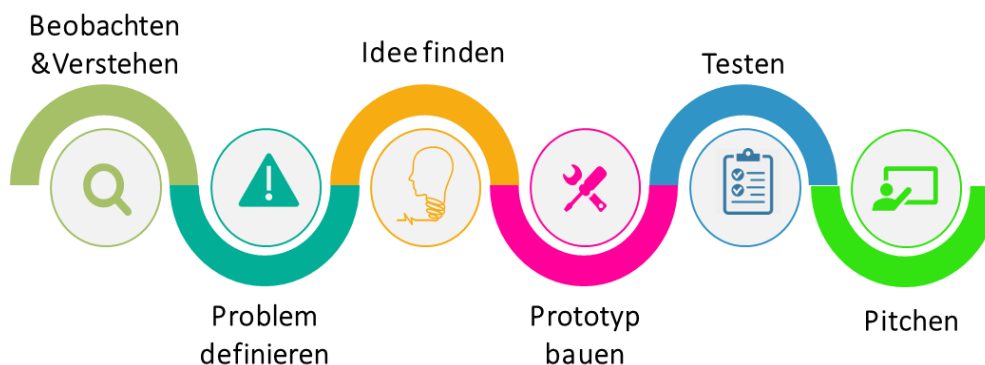 Beobachten
&Verstehen
Problem
definieren
Idee finden
Prototyp
bauen
Testen
Pitchen